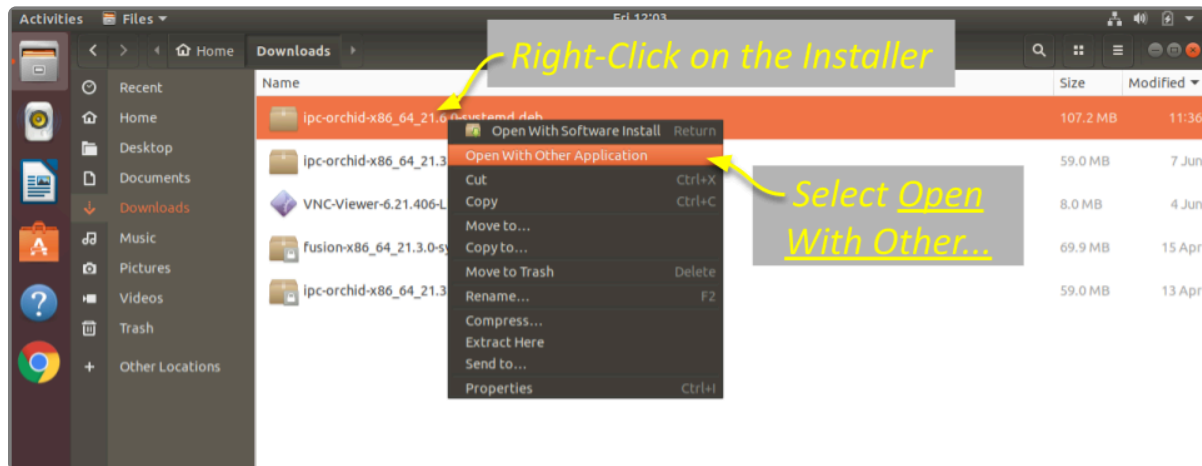 Activities Files Fri 12:03
Home Downloads
Right-Click on the Installer
Name Size Modified
Recent
Home
Desktop
Documents
Downloads
Music
Pictures
Videos
Trash
Other Locations
ipc-orchid-x86_64_21.6.0-systemd.deb 107.2 MB 11:36
ipc-orchid-x86_64_21.3 59.0 MB 7 Jun
VNC-Viewer-6.21.406-L 8.0 MB 4 Jun
fusion-x86_64_21.3.0-sy 69.9 MB 15 Apr
ipc-orchid-x86_64_21.3 59.0 MB 13 Apr
Open With Software Install Return
Open With Other Application
Cut Ctrl+X
Copy Ctrl+C
Move to...
Copy to...
Move to Trash Delete
Rename... F2
Compress...
Extract Here
Send to...
Properties Ctrl+I
Select Open
With Other...